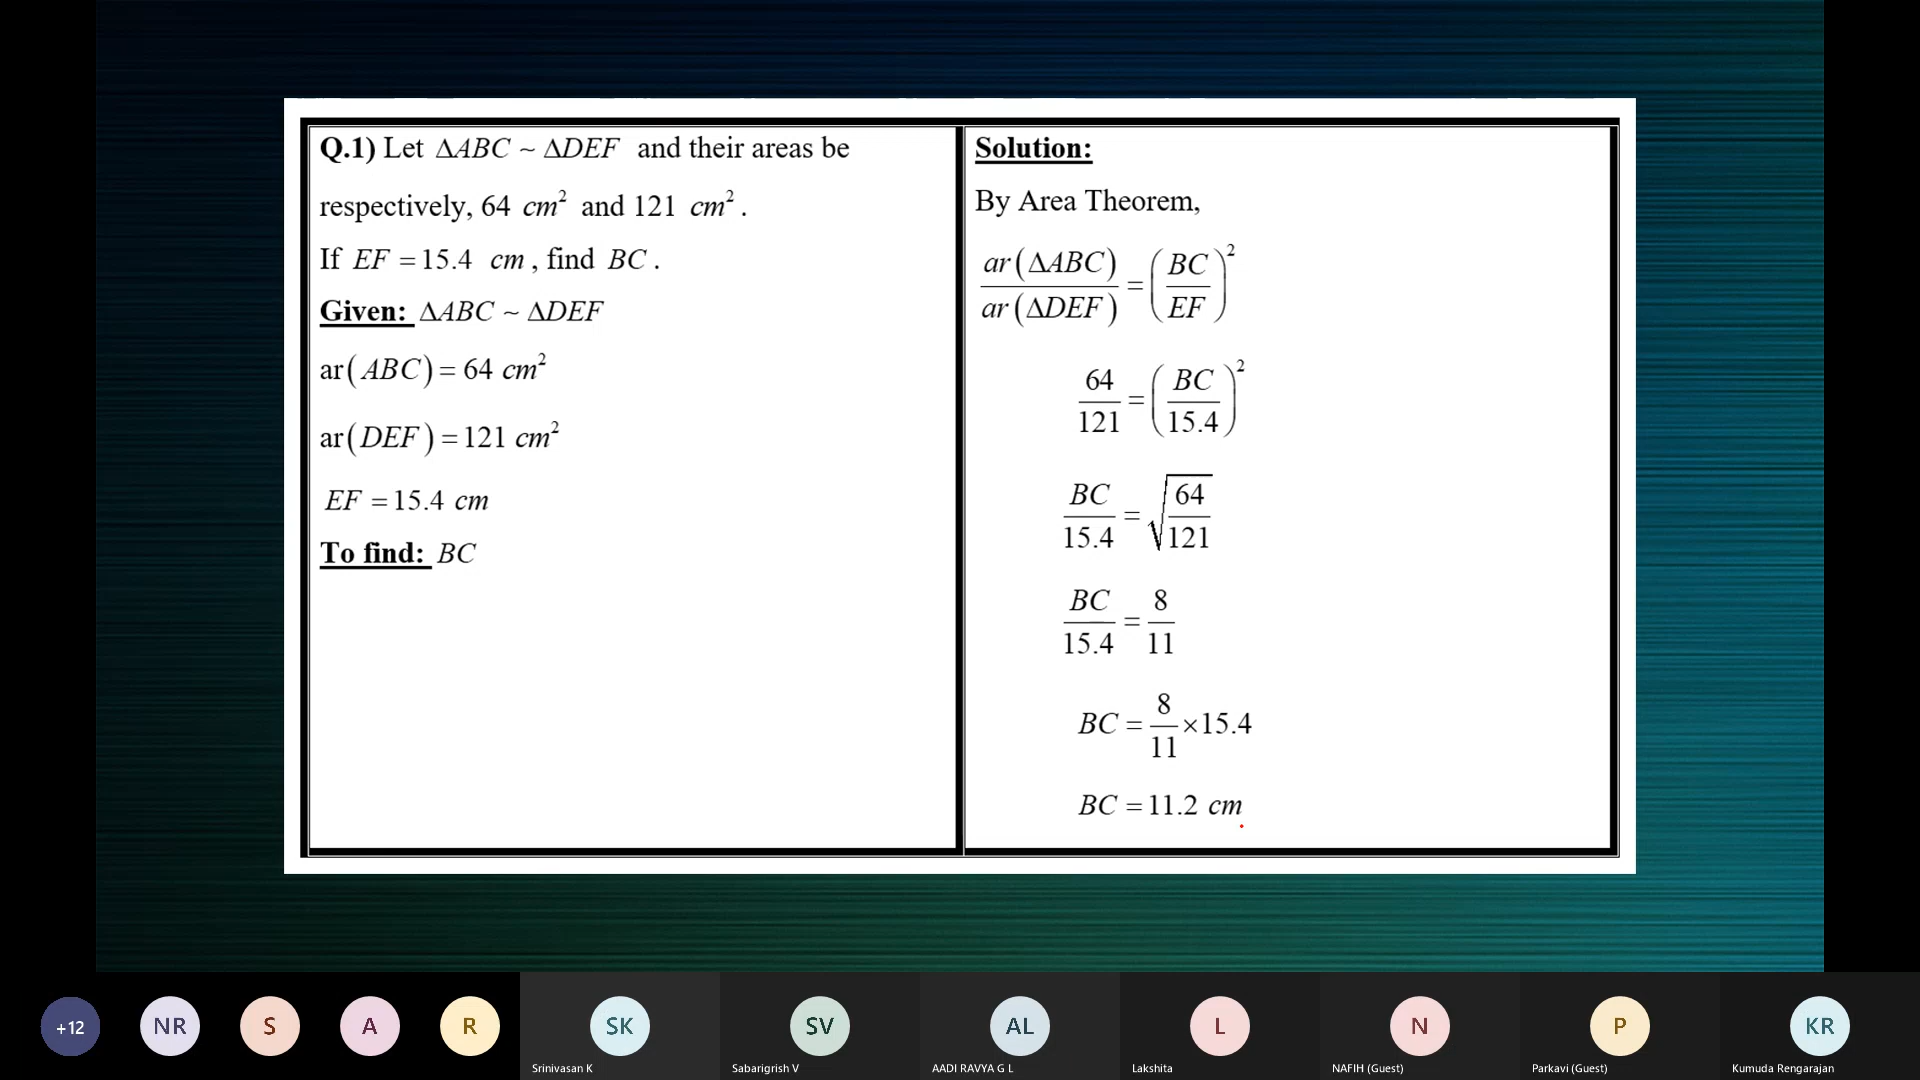 Q.1) Let ΔABC ~ ΔDEF and their areas be
respectively, 64 cm² and 121 cm².
If EF = 15.4 cm, find BC.
Given: ΔABC ~ ΔDEF
ar(ABC) = 64 cm²
ar(DEF) = 121 cm²
EF = 15.4 cm
To find: BC
Solution:
By Area Theorem,
ar(ΔABC)/ar(ΔDEF) = (BC/EF)²
64/121 = (BC/15.4)²
BC/15.4 = √(64/121)
BC/15.4 = 8/11
BC = 8/11 × 15.4
BC = 11.2 cm
+12 NR S A R SK SV AL L N P KR
Srinivasan K Sabarigrish V AADI RAVYA G L Lakshita NAFIH (Guest) Parkavi (Guest) Kumuda Rengarajan